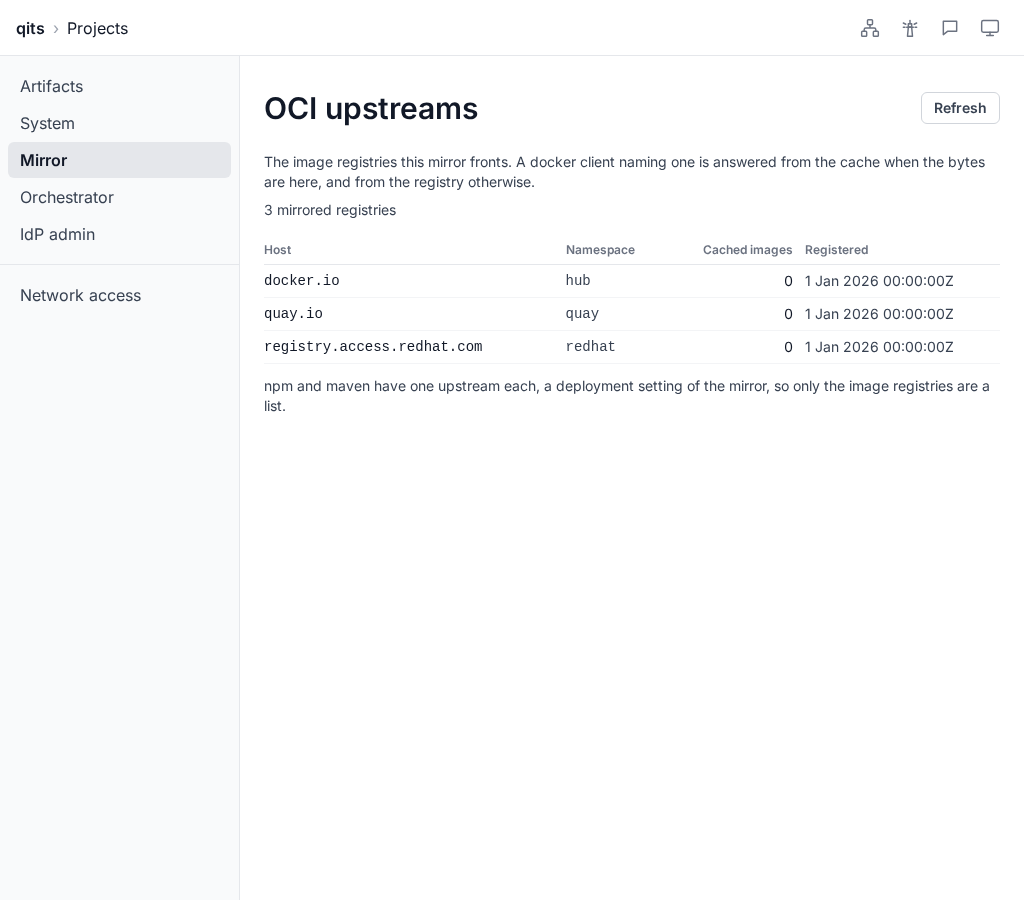 qits › Projects
Artifacts
System
Mirror
Orchestrator
IdP admin
Network access
OCI upstreams
Refresh
The image registries this mirror fronts. A docker client naming one is answered from the cache when the bytes
are here, and from the registry otherwise.
3 mirrored registries
Host Namespace Cached images Registered
docker.io hub 0 1 Jan 2026 00:00:00Z
quay.io quay 0 1 Jan 2026 00:00:00Z
registry.access.redhat.com redhat 0 1 Jan 2026 00:00:00Z
npm and maven have one upstream each, a deployment setting of the mirror, so only the image registries are a
list.